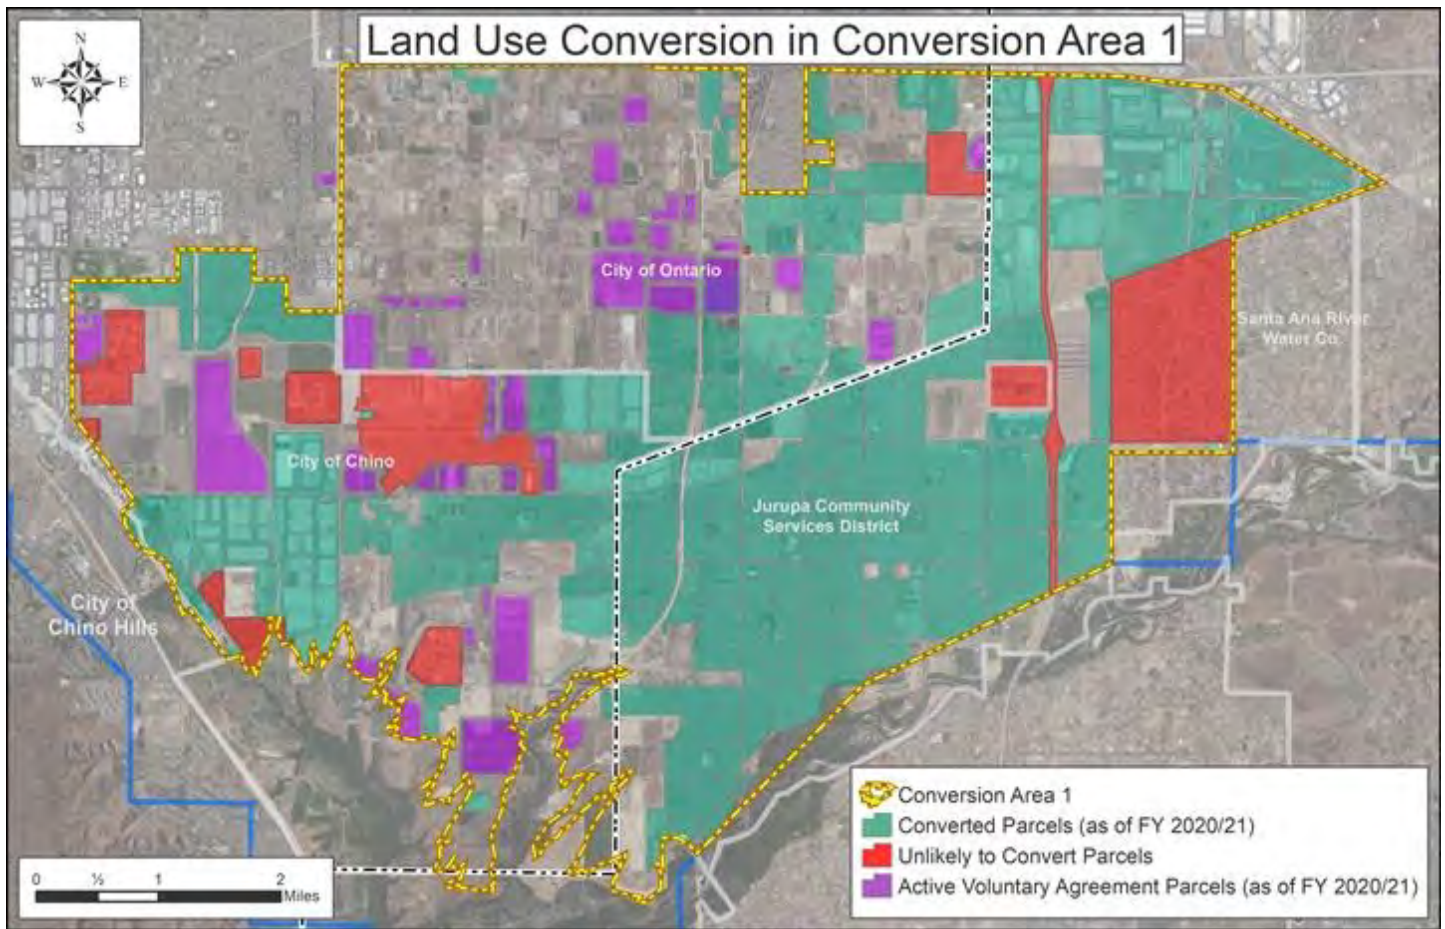 Land Use Conversion in Conversion Area 1
N
W
E
S
City of Ontario
Santa Ana River
Water Co.
City of Chino
Jurupa Community
Services District
City of
Chino Hills
Conversion Area 1
Converted Parcels (as of FY 2020/21)
Unlikely to Convert Parcels
Active Voluntary Agreement Parcels (as of FY 2020/21)
0 ½ 1 2
Miles